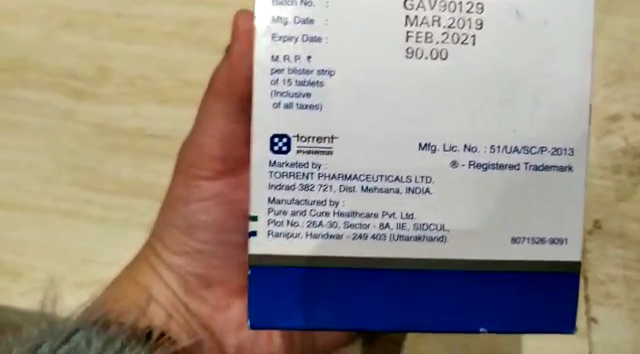 Batch No. : GAV90129
Mfg. Date : MAR.2019
Expiry Date : FEB.2021
M.R.P. ₹ 90.00
per blister strip
of 15 tablets
(Inclusive
of all taxes)
torrent
PHARMA
Mfg. Lic. No. : 51/UA/SC/P-2013
® - Registered Trademark
Marketed by :
TORRENT PHARMACEUTICALS LTD.
Indrad-382 721, Dist. Mehsana, INDIA.
Manufactured by :
Pure and Cure Healthcare Pvt. Ltd.
Plot No.: 26A-30, Sector - 8A, IIE, SIDCUL,
Ranipur, Haridwar - 249 403 (Uttarakhand).
8071526-9091